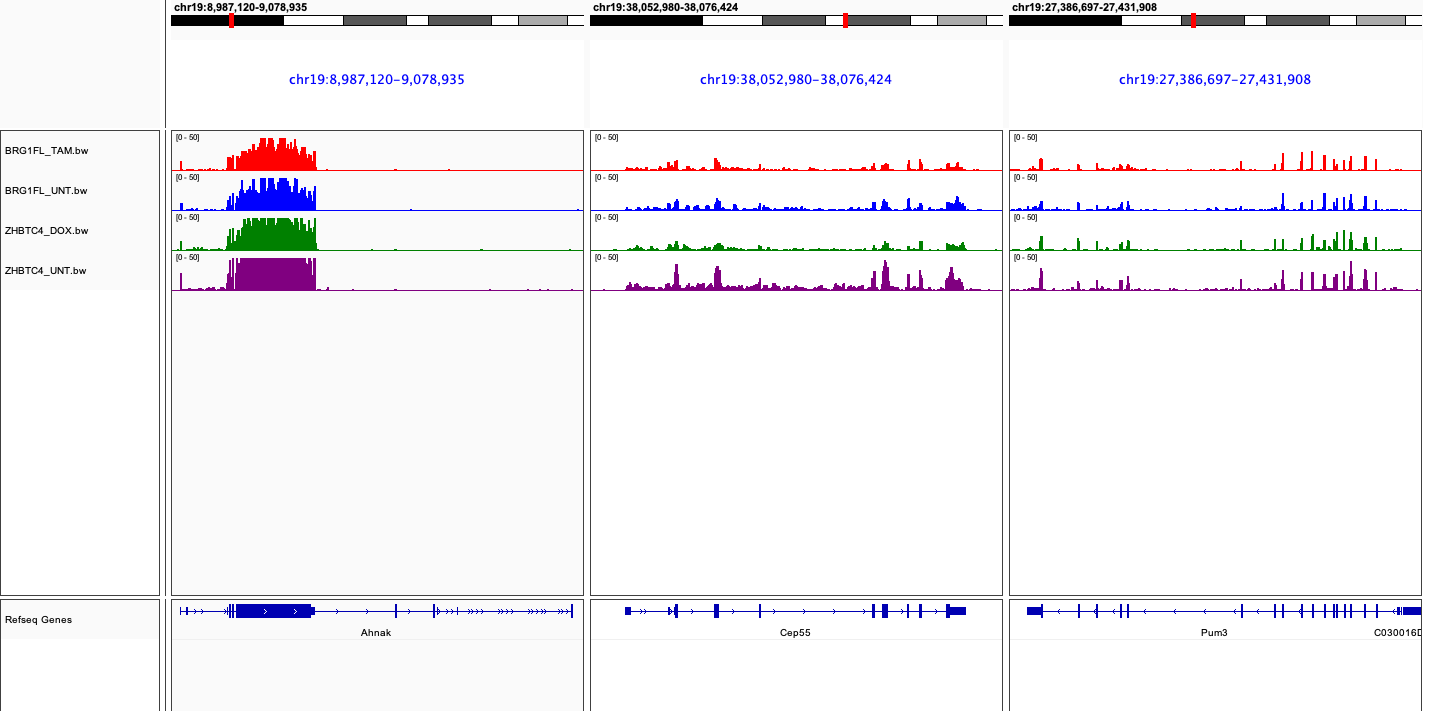 chr19:8,987,120-9,078,935
chr19:38,052,980-38,076,424
chr19:27,386,697-27,431,908
chr19:8,987,120-9,078,935
chr19:38,052,980-38,076,424
chr19:27,386,697-27,431,908
BRG1FL_TAM.bw
[0 - 50]
[0 - 50]
[0 - 50]
BRG1FL_UNT.bw
[0 - 50]
[0 - 50]
[0 - 50]
ZHBTC4_DOX.bw
[0 - 50]
[0 - 50]
[0 - 50]
ZHBTC4_UNT.bw
[0 - 50]
[0 - 50]
[0 - 50]
Refseq Genes
Ahnak
Cep55
Pum3
C030016D